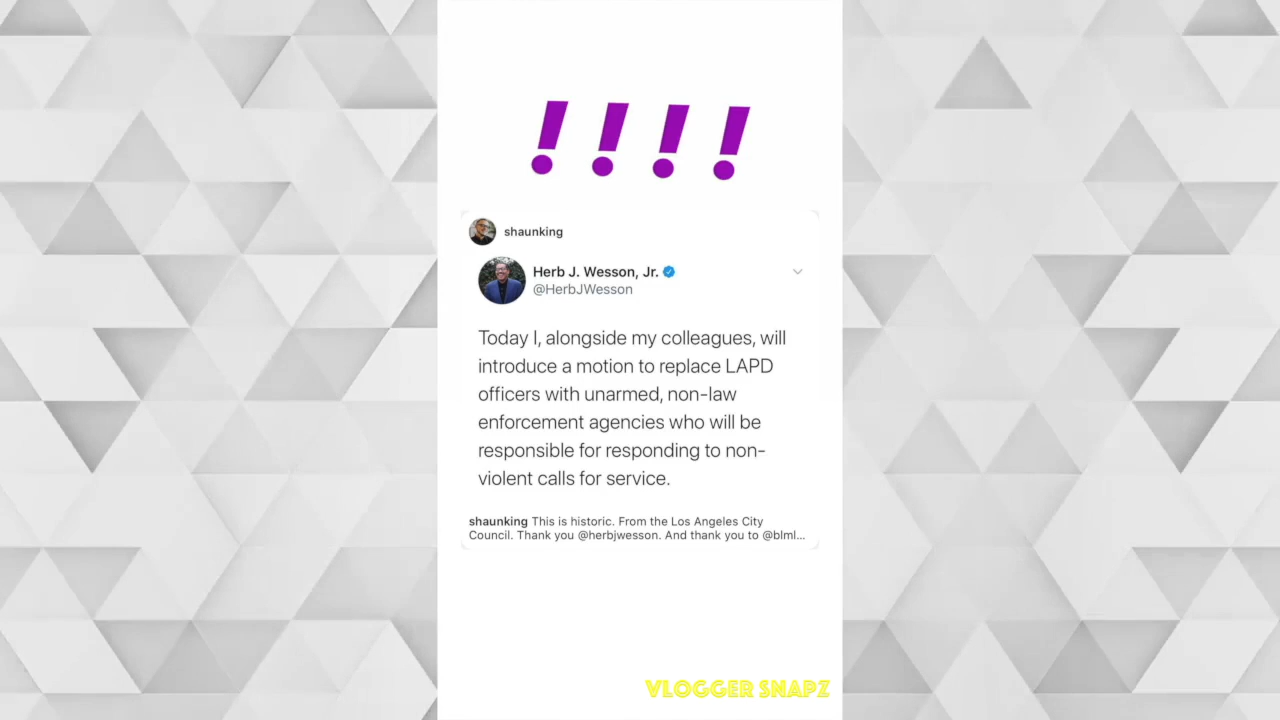 ! ! ! !
shaunking
Herb J. Wesson, Jr.
@HerbJWesson
Today I, alongside my colleagues, will
introduce a motion to replace LAPD
officers with unarmed, non-law
enforcement agencies who will be
responsible for responding to non-
violent calls for service.
shaunking This is historic. From the Los Angeles City
Council. Thank you @herbjwesson. And thank you to @blml...
VLOGGER SNAPZ